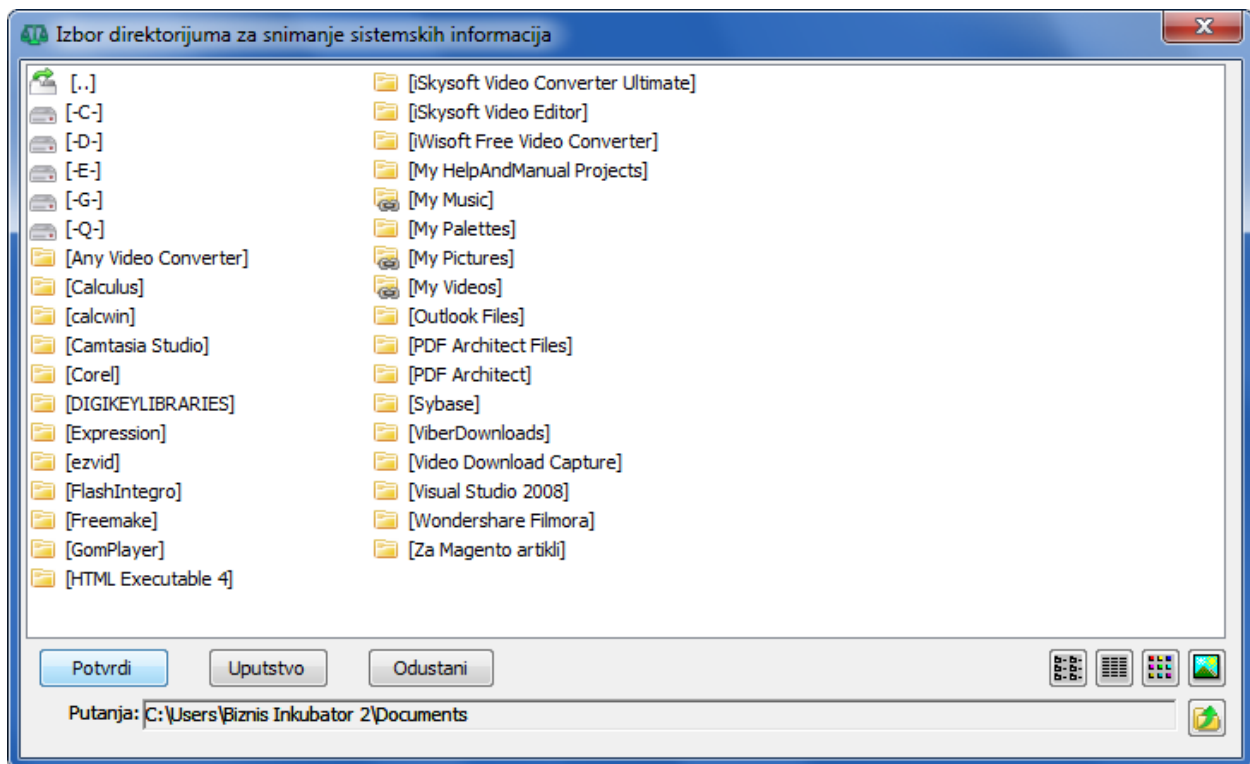 Izbor direktorijuma za snimanje sistemskih informacija
[..]
[-C-]
[-D-]
[-E-]
[-G-]
[-Q-]
[Any Video Converter]
[Calculus]
[calcwin]
[Camtasia Studio]
[Corel]
[DIGIKEYLIBRARIES]
[Expression]
[ezvid]
[FlashIntegro]
[Freemake]
[GomPlayer]
[HTML Executable 4]
[iSkysoft Video Converter Ultimate]
[iSkysoft Video Editor]
[iWisoft Free Video Converter]
[My HelpAndManual Projects]
[My Music]
[My Palettes]
[My Pictures]
[My Videos]
[Outlook Files]
[PDF Architect Files]
[PDF Architect]
[Sybase]
[ViberDownloads]
[Video Download Capture]
[Visual Studio 2008]
[Wondershare Filmora]
[Za Magento artikli]
Potvrdi Uputstvo Odustani
Putanja: C:\Users\Biznis Inkubator 2\Documents